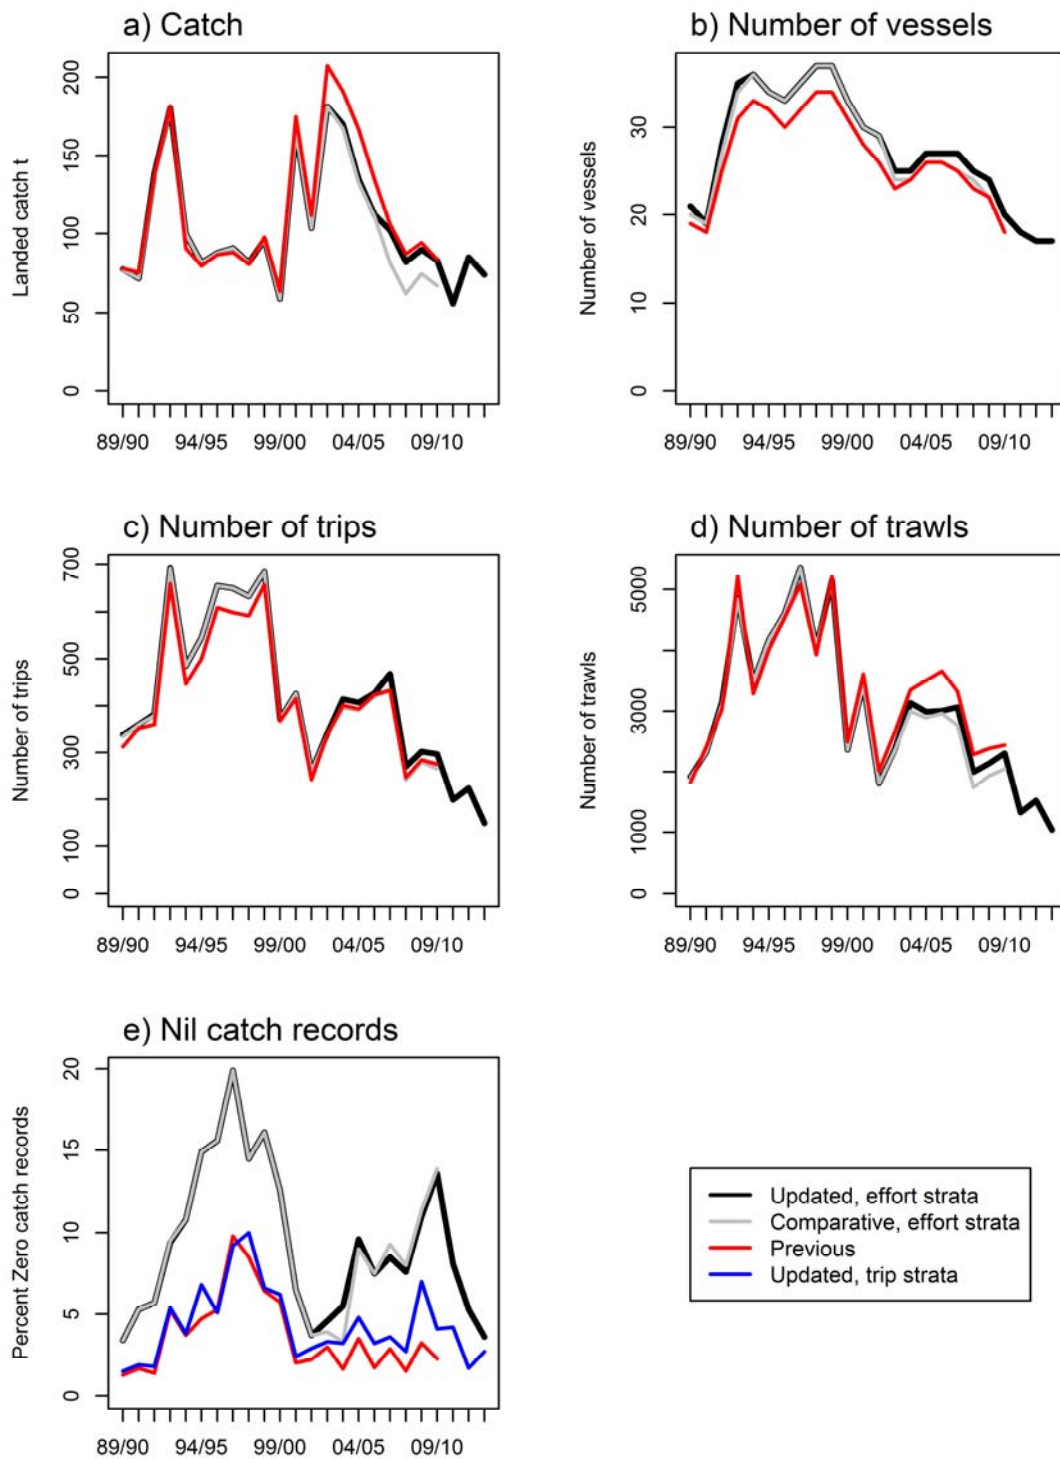 a) Catch
Landed catch t
200
150
100
50
0
89/90 94/95 99/00 04/05 09/10
b) Number of vessels
Number of vessels
30
20
10
0
89/90 94/95 99/00 04/05 09/10
c) Number of trips
Number of trips
700
500
300
100
0
89/90 94/95 99/00 04/05 09/10
d) Number of trawls
Number of trawls
5000
3000
1000
0
89/90 94/95 99/00 04/05 09/10
e) Nil catch records
Percent Zero catch records
20
15
10
5
0
89/90 94/95 99/00 04/05 09/10
Updated, effort strata
Comparative, effort strata
Previous
Updated, trip strata